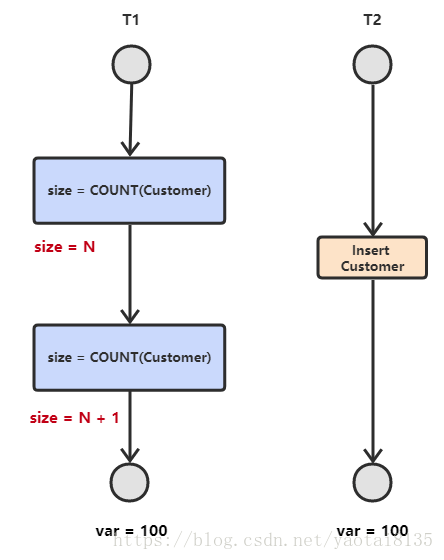 T1
T2
size = COUNT(Customer)
size = N
Insert
Customer
size = COUNT(Customer)
size = N + 1
var = 100
var = 100
https://blog.csdn.net/yaotai8135